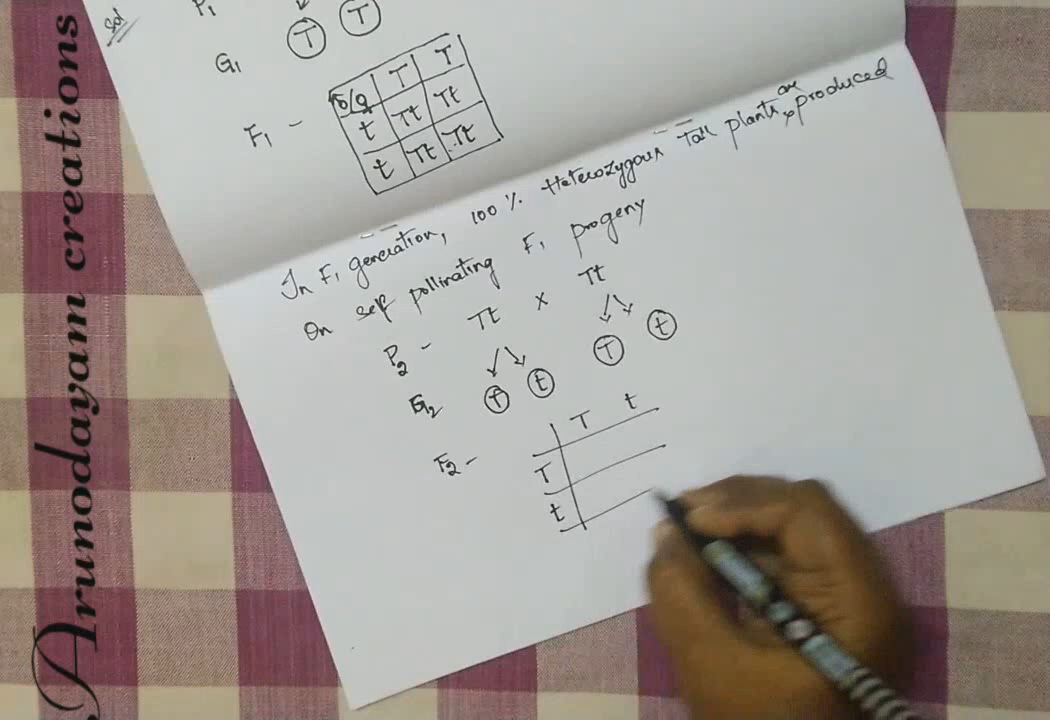 Sol
P₁
G₁ T T
F₁ - ♂/♀ T T
t Tt Tt
t Tt Tt
In F₁ generation, 100 % Heterozygous Tall plants are produced
On self pollinating F₁ progeny
P₂ - Tt × Tt
G₂ T t T t
F₂ - T t
T
t
Arunodayam creations